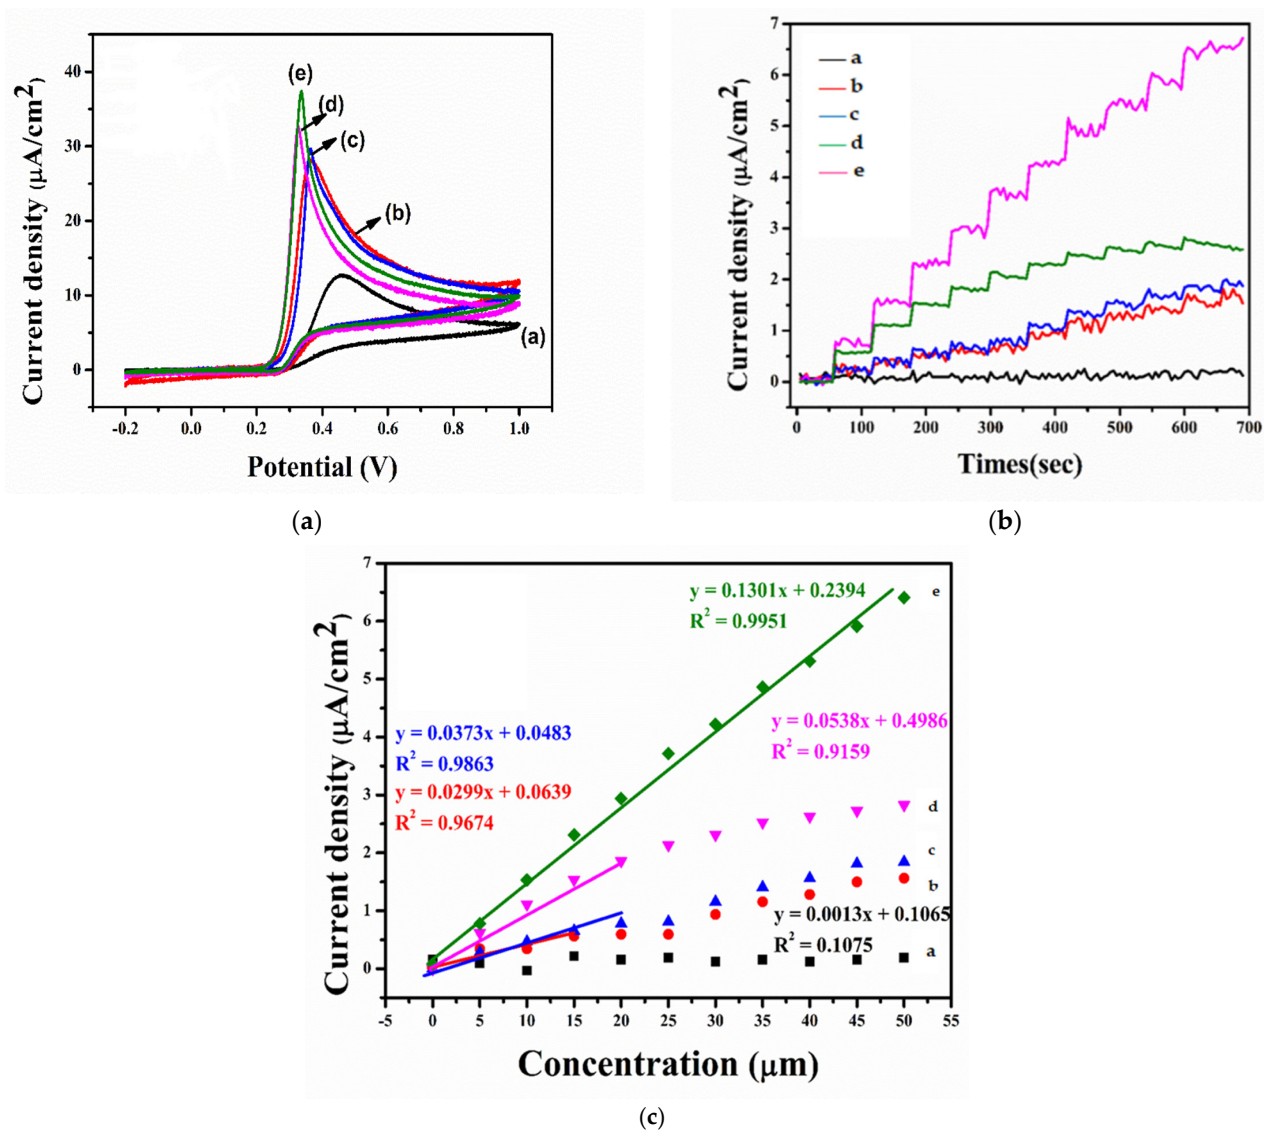 Current density (μA/cm²)
40
30
20
10
0
(e)
(d)
(c)
(b)
(a)
-0.2 0.0 0.2 0.4 0.6 0.8 1.0
Potential (V)
(a)
Current density (μA/cm²)
7
6
5
4
3
2
1
0
a
b
c
d
e
0 100 200 300 400 500 600 700
Times(sec)
(b)
Current density (μA/cm²)
7
6
5
4
3
2
1
0
y = 0.1301x + 0.2394
R² = 0.9951
e
y = 0.0373x + 0.0483
R² = 0.9863
y = 0.0299x + 0.0639
R² = 0.9674
y = 0.0538x + 0.4986
R² = 0.9159
d
c
b
y = 0.0013x + 0.1065
R² = 0.1075
a
-5 0 5 10 15 20 25 30 35 40 45 50 55
Concentration (μm)
(c)